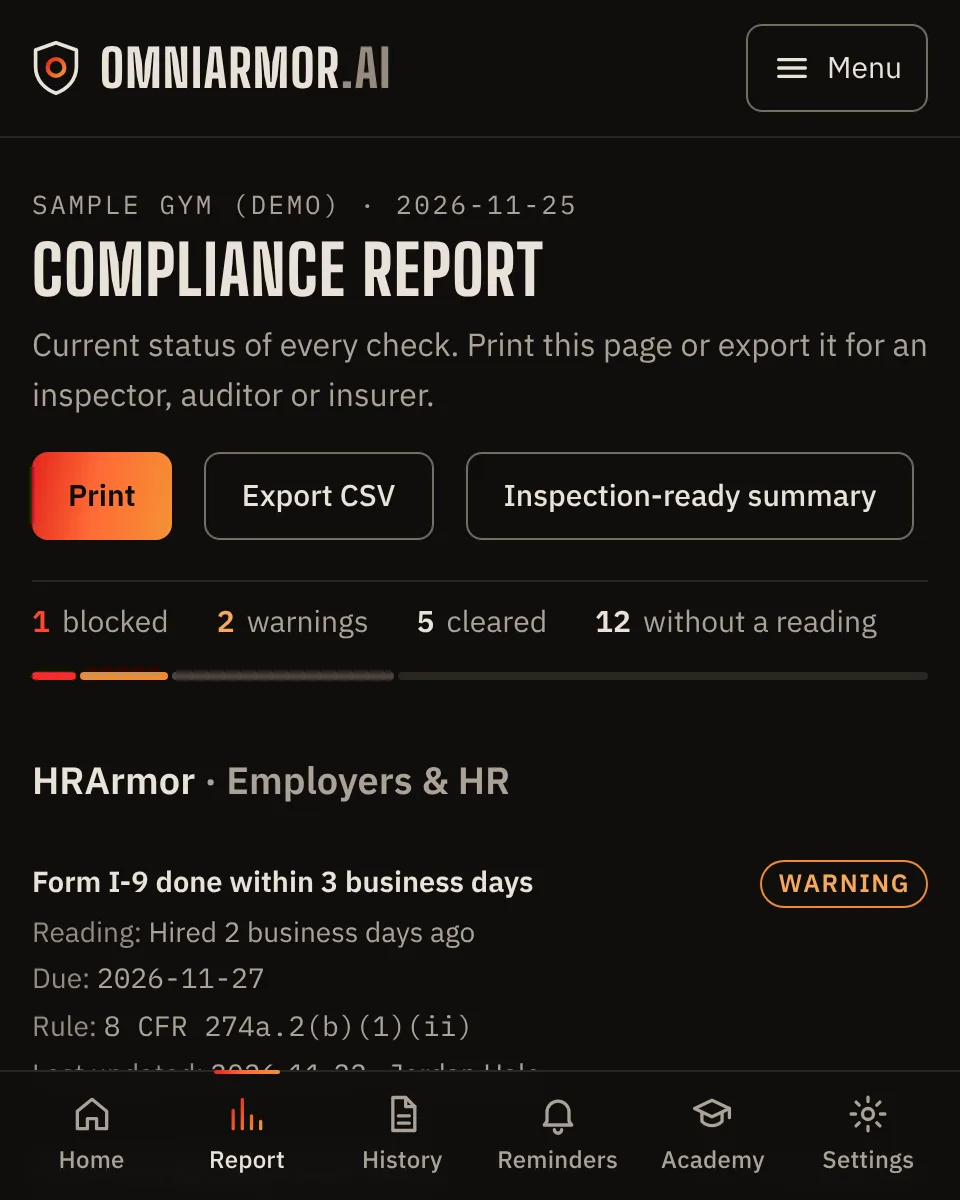 OMNIARMOR.AI
Menu
SAMPLE GYM (DEMO) · 2026-11-25
COMPLIANCE REPORT
Current status of every check. Print this page or export it for an
inspector, auditor or insurer.
Print
Export CSV
Inspection-ready summary
1 blocked 2 warnings 5 cleared 12 without a reading
HRArmor · Employers & HR
Form I-9 done within 3 business days
WARNING
Reading: Hired 2 business days ago
Due: 2026-11-27
Rule: 8 CFR 274a.2(b)(1)(ii)
Last updated:
Home Report History Reminders Academy Settings